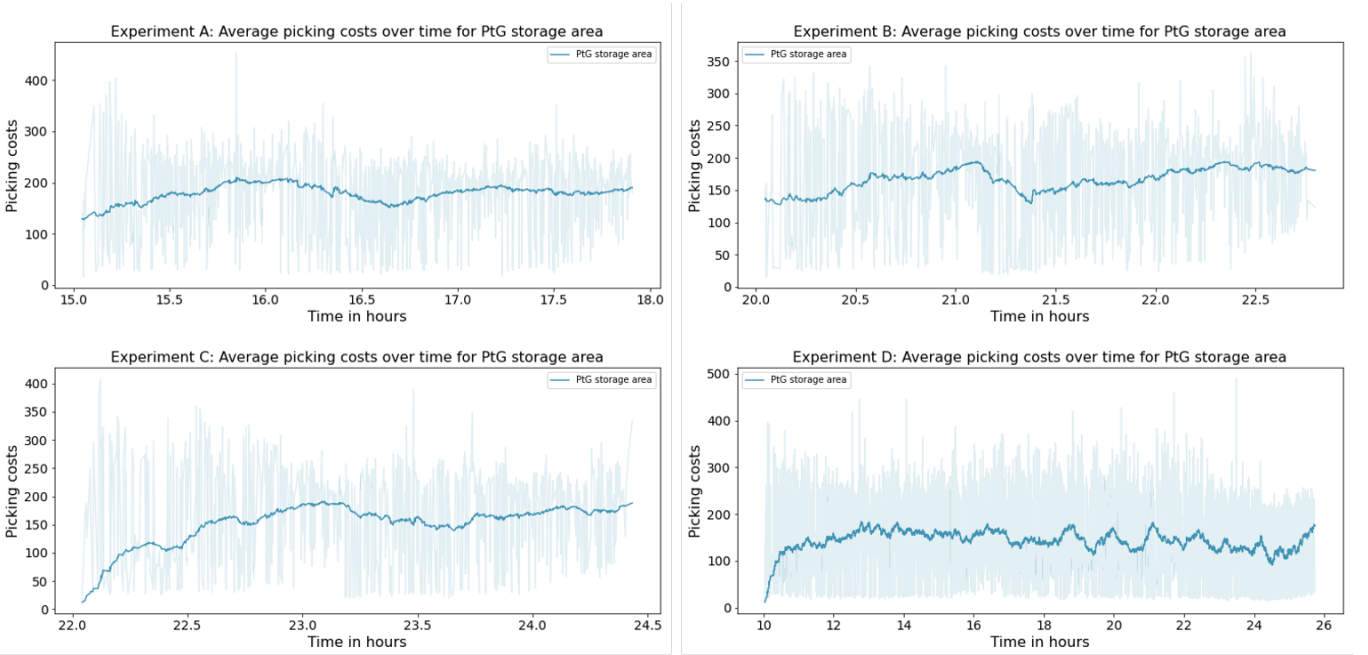 Experiment A: Average picking costs over time for PtG storage area
PtG storage area
Picking costs
400
300
200
100
0
15.0 15.5 16.0 16.5 17.0 17.5 18.0
Time in hours
Experiment B: Average picking costs over time for PtG storage area
PtG storage area
Picking costs
350
300
250
200
150
100
50
0
20.0 20.5 21.0 21.5 22.0 22.5
Time in hours
Experiment C: Average picking costs over time for PtG storage area
PtG storage area
Picking costs
400
350
300
250
200
150
100
50
0
22.0 22.5 23.0 23.5 24.0 24.5
Time in hours
Experiment D: Average picking costs over time for PtG storage area
PtG storage area
Picking costs
500
400
300
200
100
0
10 12 14 16 18 20 22 24 26
Time in hours